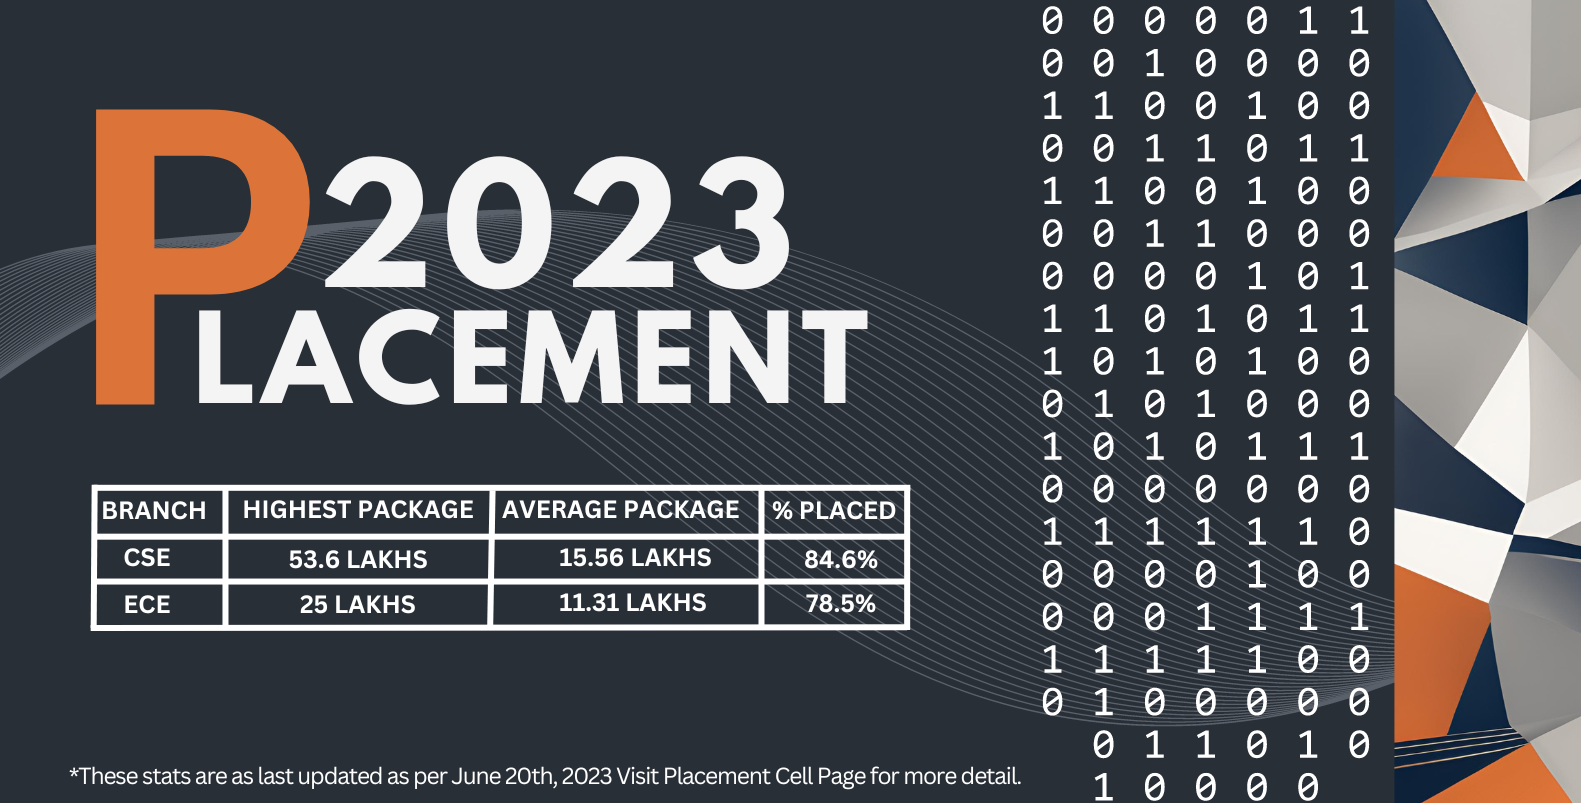 2023
PLACEMENT
BRANCH HIGHEST PACKAGE AVERAGE PACKAGE % PLACED
CSE 53.6 LAKHS 15.56 LAKHS 84.6%
ECE 25 LAKHS 11.31 LAKHS 78.5%
*These stats are as last updated as per June 20th, 2023 Visit Placement Cell Page for more detail.
0 0 0 0 0 1 1
0 0 1 0 0 0 0
1 1 0 0 1 0 0
0 0 1 1 0 1 1
1 1 0 0 1 0 0
0 0 1 1 0 0 0
0 0 0 0 1 0 1
1 1 0 1 0 1 1
1 0 1 0 1 0 0
0 1 0 1 0 0 0
1 0 1 0 1 1 1
0 0 0 0 0 0 0
1 1 1 1 1 1 0
0 0 0 0 1 0 0
0 0 0 1 1 1 1
1 1 1 1 1 0 0
0 1 0 0 0 0 0
0 1 1 0 1 0
1 0 0 0 0